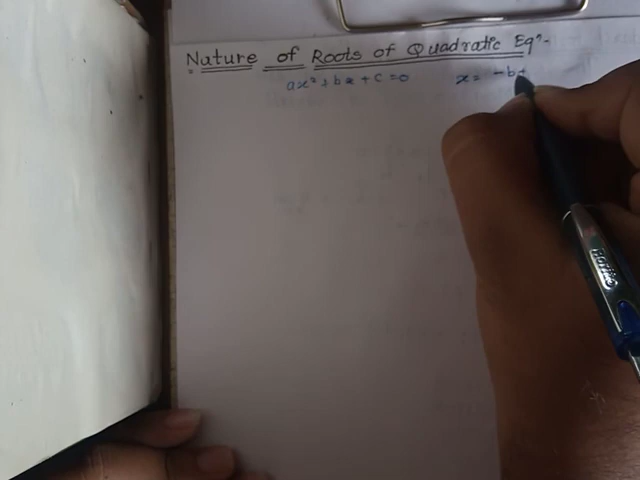 Nature of Roots of Quadratic Eqⁿ-
ax² + bx + c = 0 x = -b±